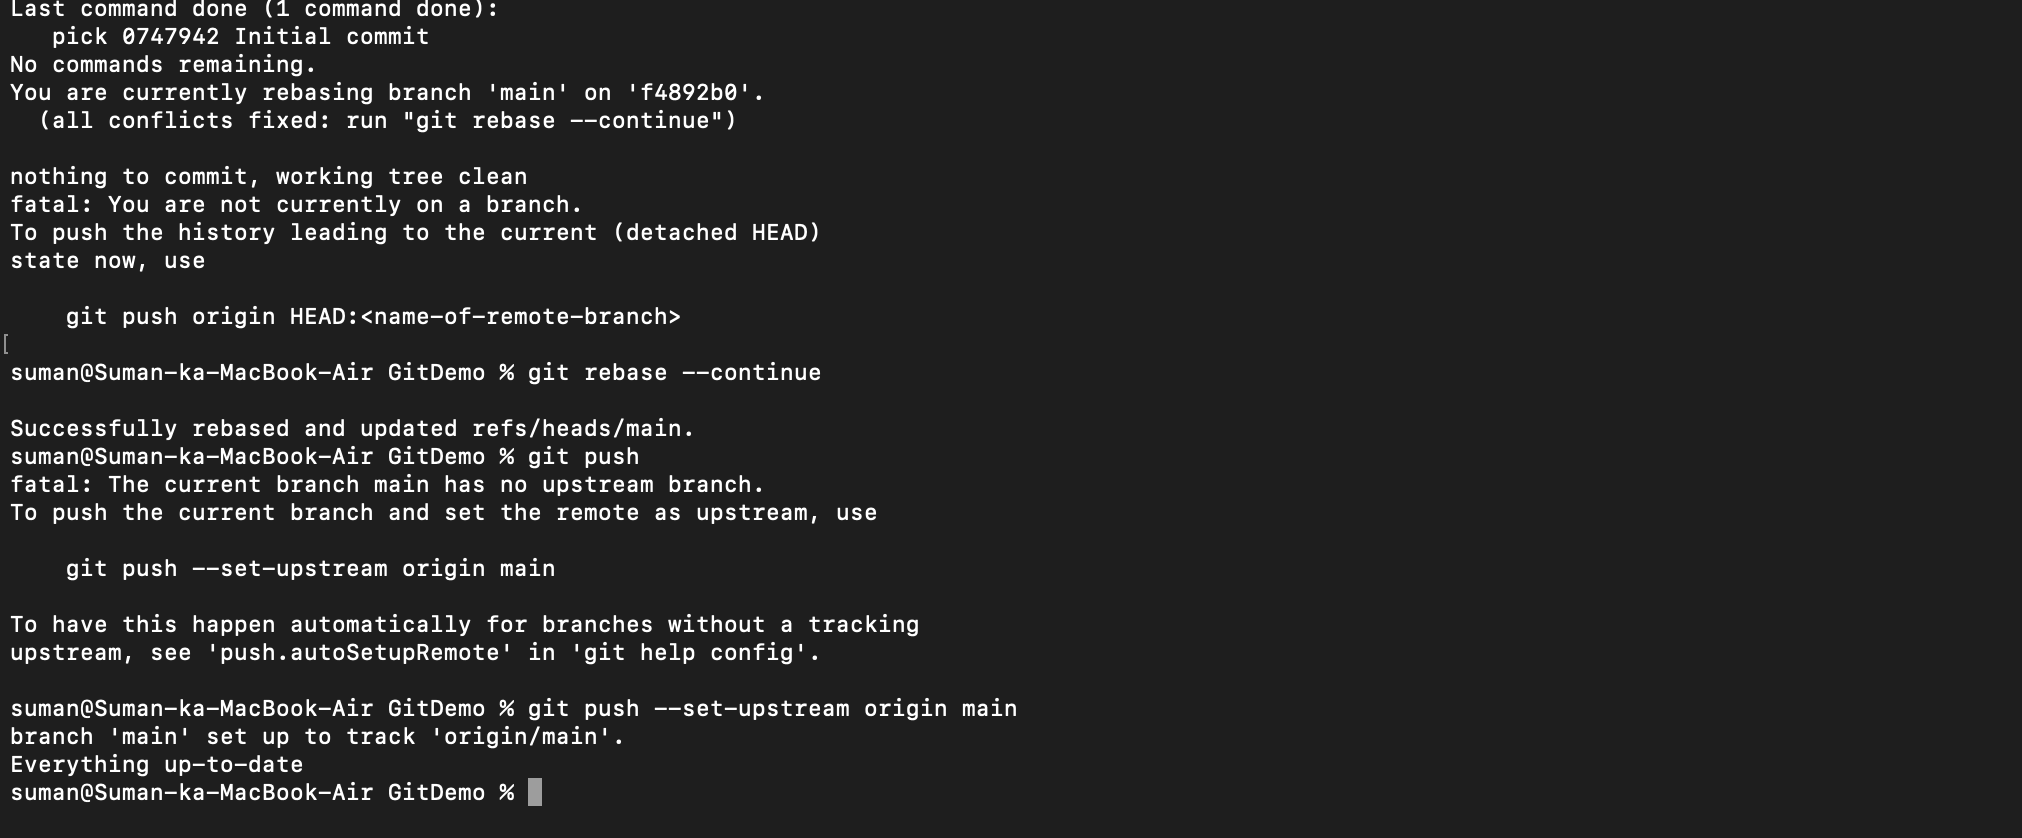 Last command done (1 command done):
   pick 0747942 Initial commit
No commands remaining.
You are currently rebasing branch 'main' on 'f4892b0'.
  (all conflicts fixed: run "git rebase --continue")
nothing to commit, working tree clean
fatal: You are not currently on a branch.
To push the history leading to the current (detached HEAD)
state now, use
    git push origin HEAD:<name-of-remote-branch>
[
suman@Suman-ka-MacBook-Air GitDemo % git rebase --continue
Successfully rebased and updated refs/heads/main.
suman@Suman-ka-MacBook-Air GitDemo % git push
fatal: The current branch main has no upstream branch.
To push the current branch and set the remote as upstream, use
    git push --set-upstream origin main
To have this happen automatically for branches without a tracking
upstream, see 'push.autoSetupRemote' in 'git help config'.
suman@Suman-ka-MacBook-Air GitDemo % git push --set-upstream origin main
branch 'main' set up to track 'origin/main'.
Everything up-to-date
suman@Suman-ka-MacBook-Air GitDemo %